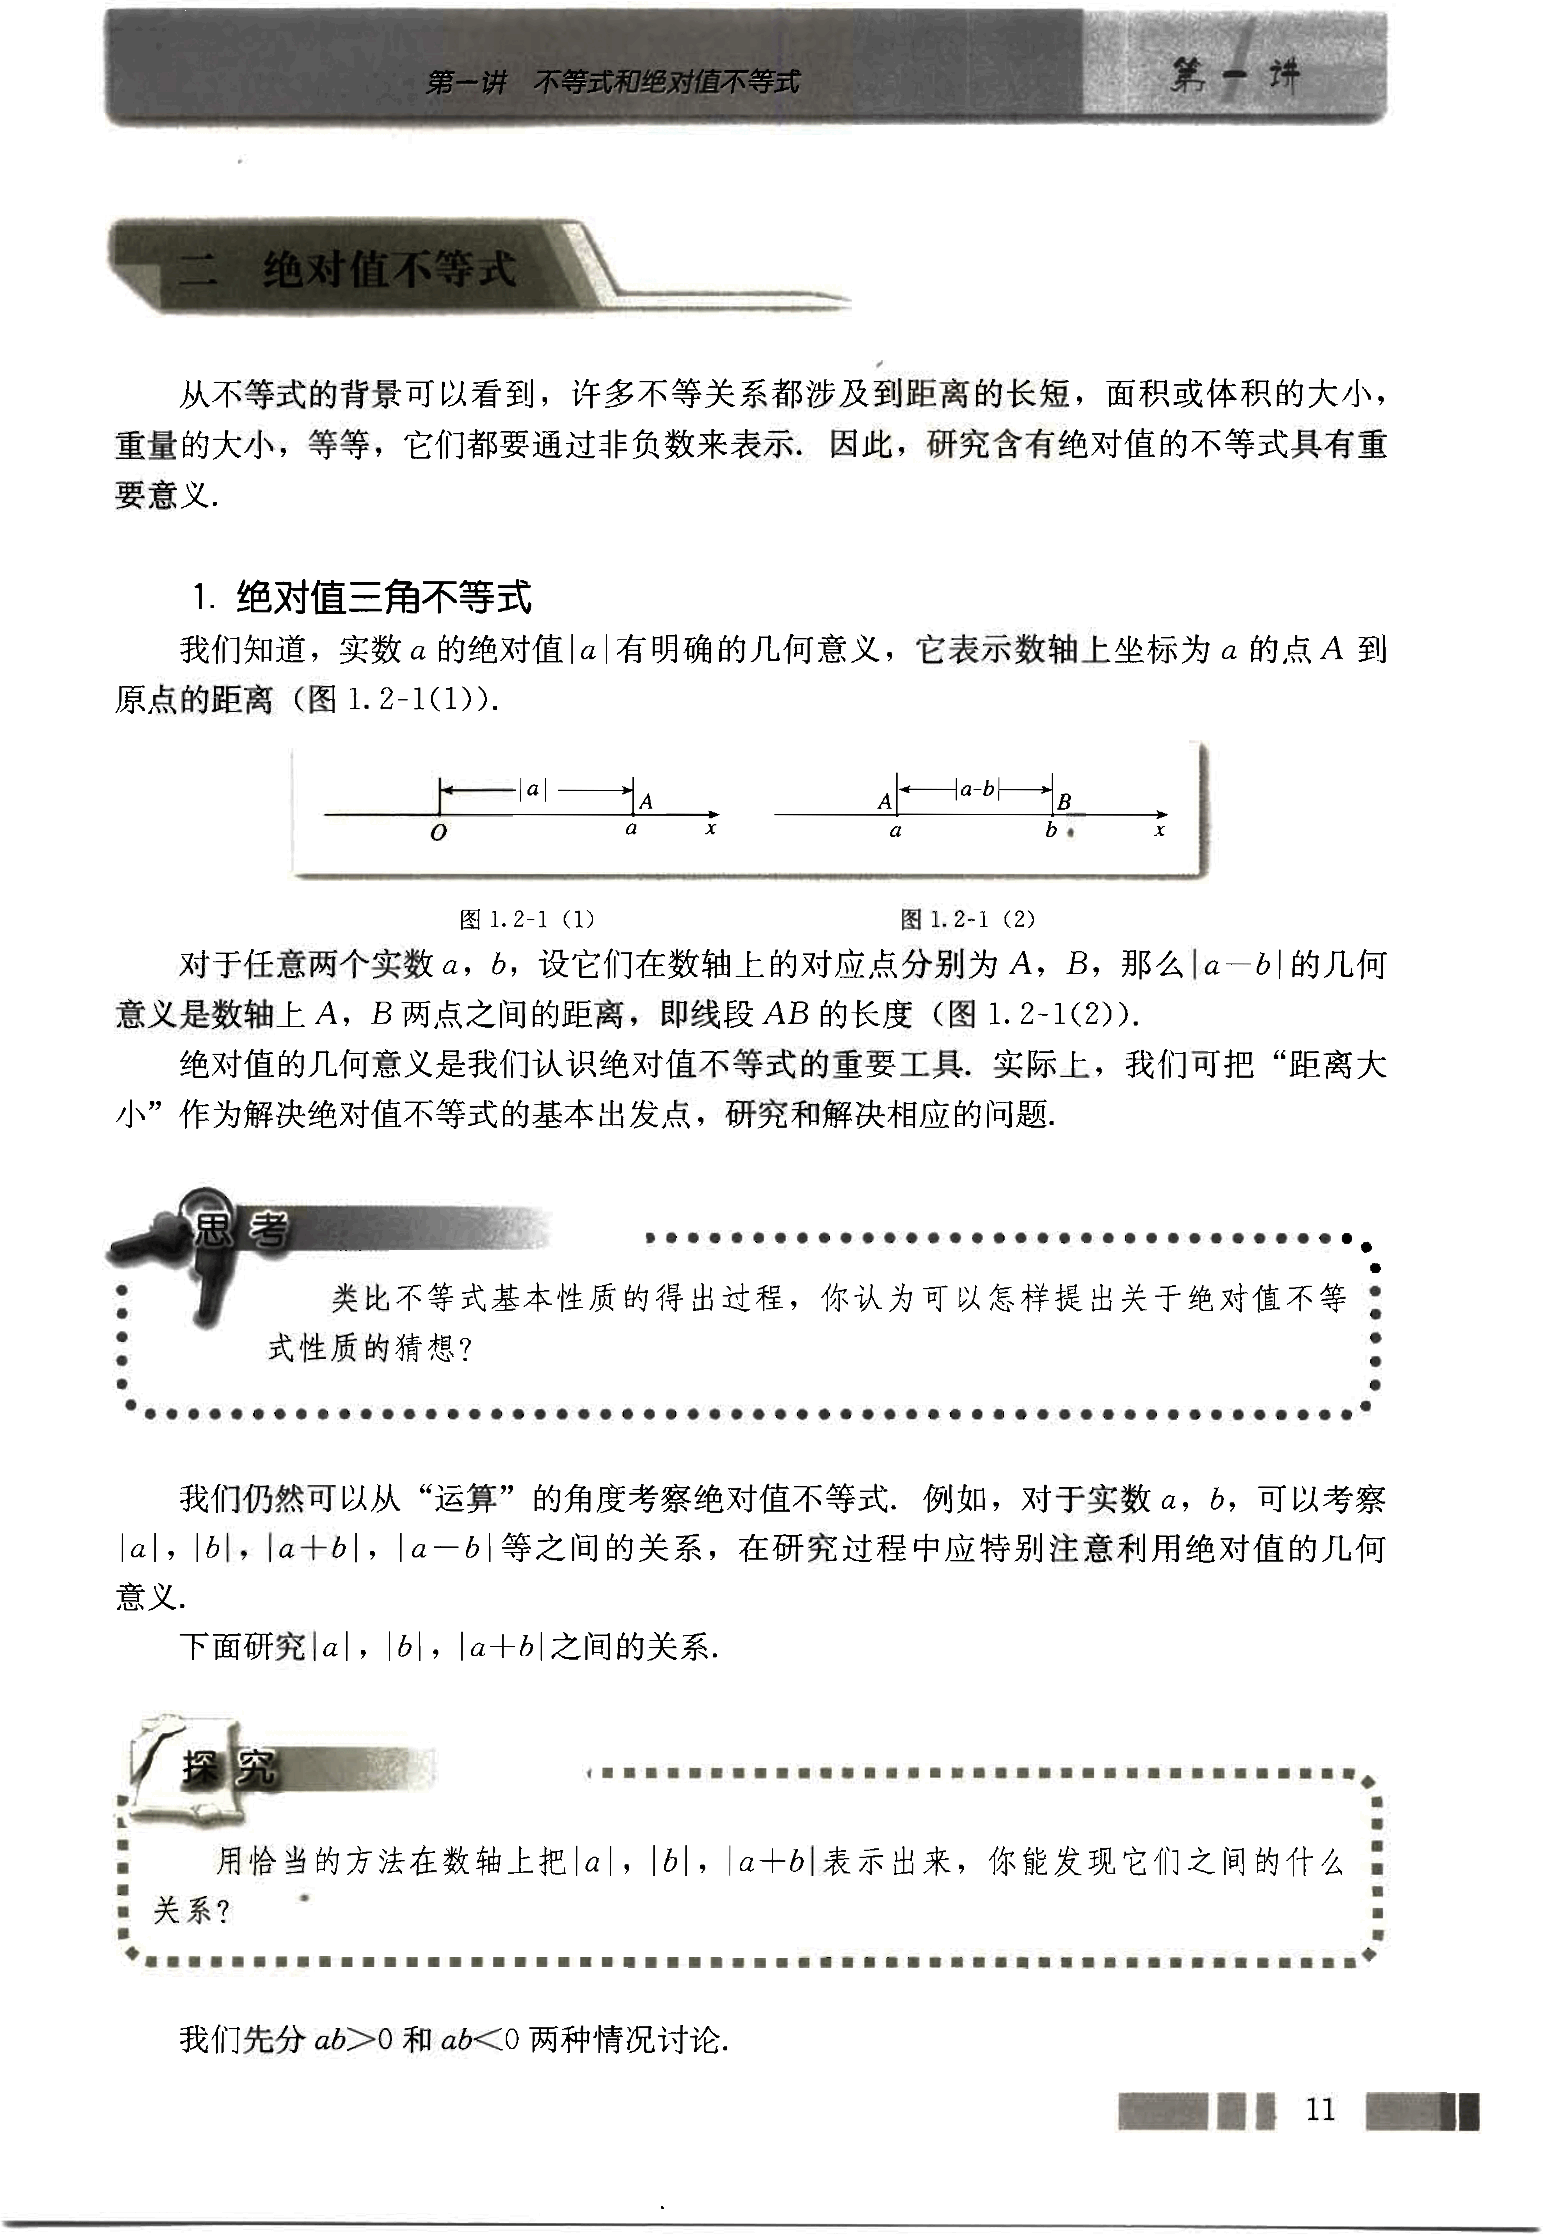 第一讲 不等式和绝对值不等式
第一讲
二 绝对值不等式
从不等式的背景可以看到，许多不等关系都涉及到距离的长短，面积或体积的大小，
重量的大小，等等，它们都要通过非负数来表示．因此，研究含有绝对值的不等式具有重
要意义．
1. 绝对值三角不等式
我们知道，实数 a 的绝对值|a|有明确的几何意义，它表示数轴上坐标为 a 的点 A 到
原点的距离（图 1.2-1(1)）．
|a| A
O a x
A |a-b| B
a b x
图 1.2-1（1）
图 1.2-1（2）
对于任意两个实数 a，b，设它们在数轴上的对应点分别为 A，B，那么|a－b|的几何
意义是数轴上 A，B 两点之间的距离，即线段 AB 的长度（图 1.2-1(2)）．
绝对值的几何意义是我们认识绝对值不等式的重要工具．实际上，我们可把“距离大
小”作为解决绝对值不等式的基本出发点，研究和解决相应的问题．
思考
类比不等式基本性质的得出过程，你认为可以怎样提出关于绝对值不等
式性质的猜想？
我们仍然可以从“运算”的角度考察绝对值不等式．例如，对于实数 a，b，可以考察
|a|，|b|，|a＋b|，|a－b|等之间的关系，在研究过程中应特别注意利用绝对值的几何
意义．
下面研究|a|，|b|，|a＋b|之间的关系．
探究
用恰当的方法在数轴上把|a|，|b|，|a＋b|表示出来，你能发现它们之间的什么
关系？
我们先分 ab＞0 和 ab＜0 两种情况讨论．
11